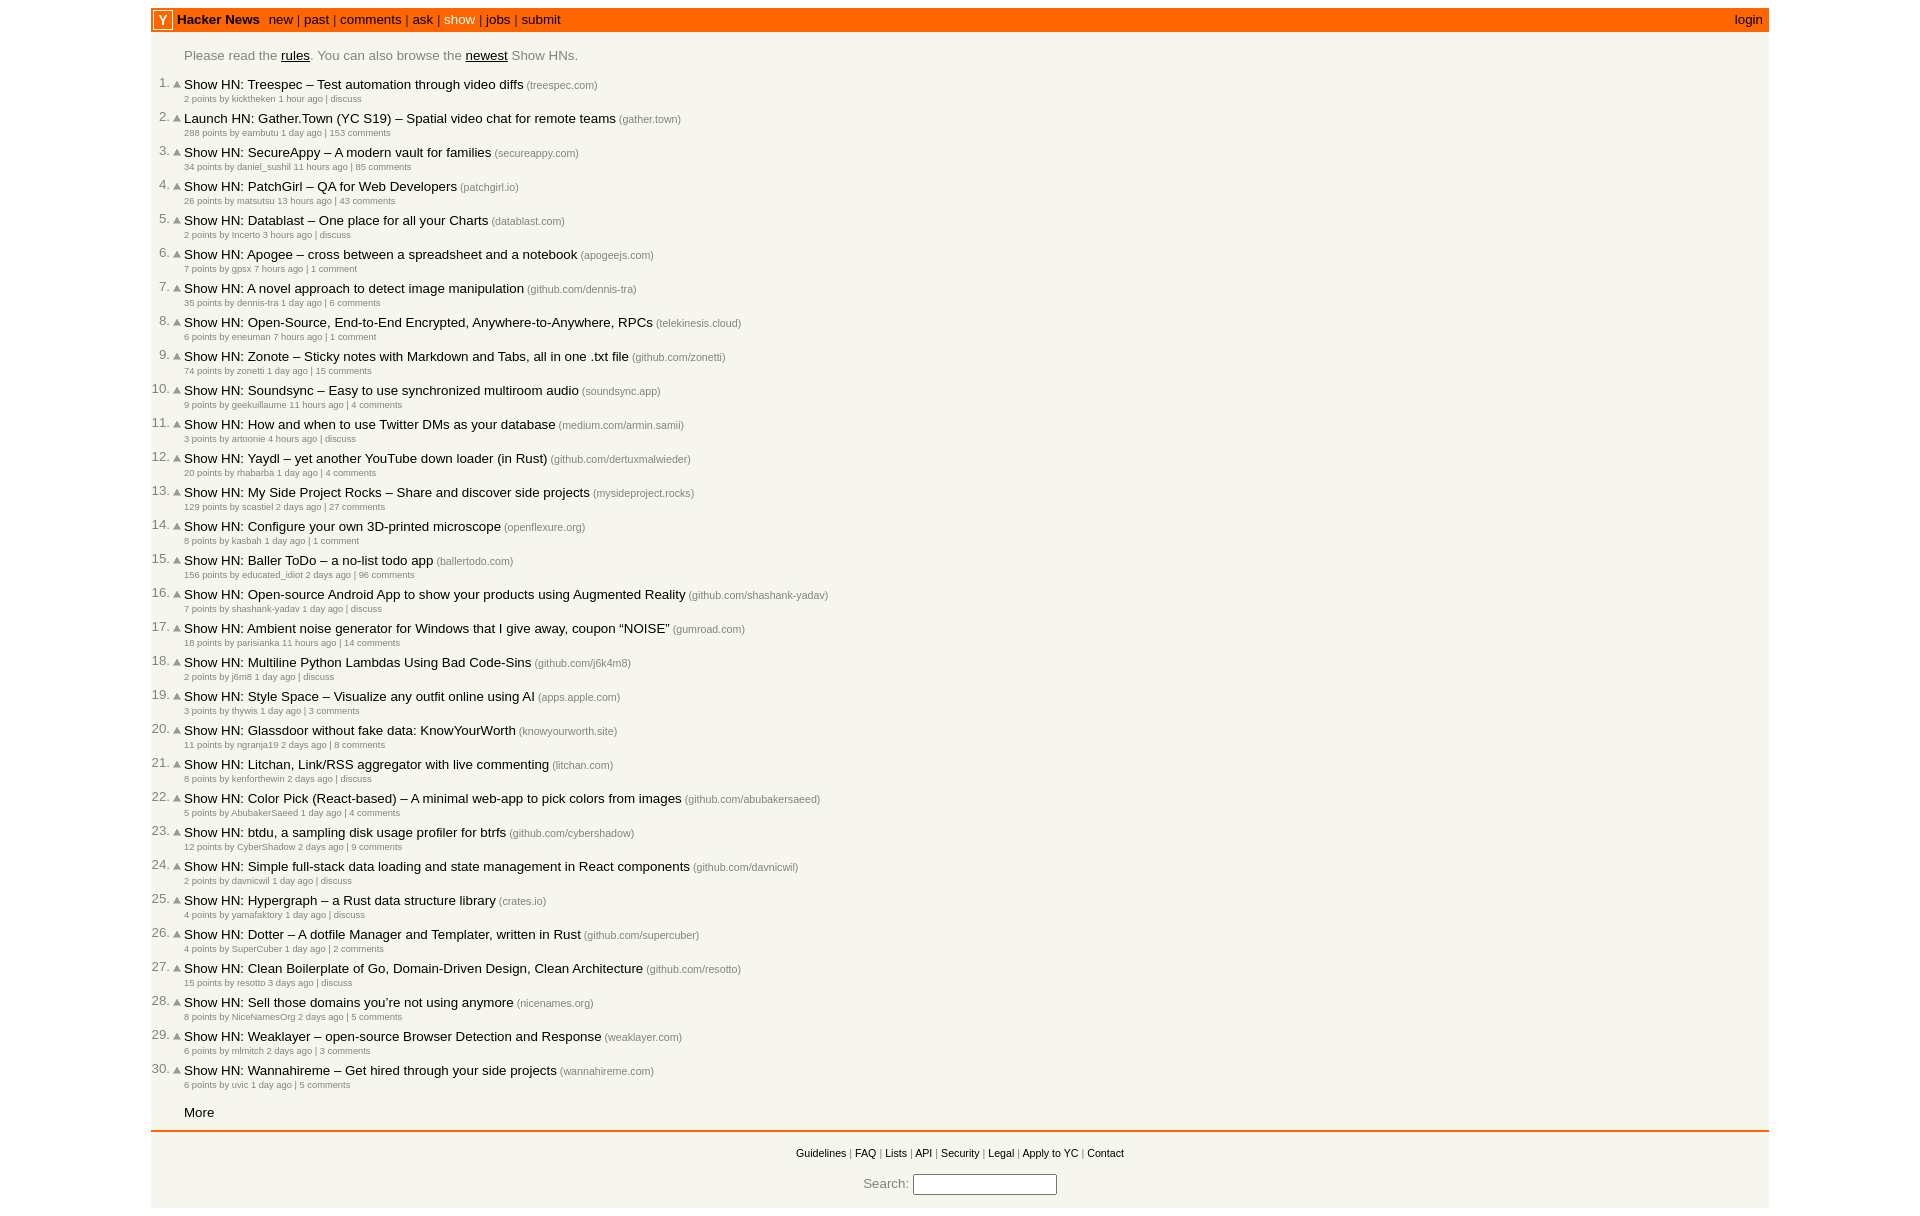 Y Hacker News new | past | comments | ask | show | jobs | submit login
Please read the rules. You can also browse the newest Show HNs.
1. Show HN: Treespec – Test automation through video diffs (treespec.com)
2 points by kicktheken 1 hour ago | discuss
2. Launch HN: Gather.Town (YC S19) – Spatial video chat for remote teams (gather.town)
288 points by eambutu 1 day ago | 153 comments
3. Show HN: SecureAppy – A modern vault for families (secureappy.com)
34 points by daniel_sushil 11 hours ago | 85 comments
4. Show HN: PatchGirl – QA for Web Developers (patchgirl.io)
26 points by matsutsu 13 hours ago | 43 comments
5. Show HN: Datablast – One place for all your Charts (datablast.com)
2 points by Incerto 3 hours ago | discuss
6. Show HN: Apogee – cross between a spreadsheet and a notebook (apogeejs.com)
7 points by gpsx 7 hours ago | 1 comment
7. Show HN: A novel approach to detect image manipulation (github.com/dennis-tra)
35 points by dennis-tra 1 day ago | 6 comments
8. Show HN: Open-Source, End-to-End Encrypted, Anywhere-to-Anywhere, RPCs (telekinesis.cloud)
6 points by eneuman 7 hours ago | 1 comment
9. Show HN: Zonote – Sticky notes with Markdown and Tabs, all in one .txt file (github.com/zonetti)
74 points by zonetti 1 day ago | 15 comments
10. Show HN: Soundsync – Easy to use synchronized multiroom audio (soundsync.app)
9 points by geekuillaume 11 hours ago | 4 comments
11. Show HN: How and when to use Twitter DMs as your database (medium.com/armin.samii)
3 points by artoonie 4 hours ago | discuss
12. Show HN: Yaydl – yet another YouTube down loader (in Rust) (github.com/dertuxmalwieder)
20 points by rhabarba 1 day ago | 4 comments
13. Show HN: My Side Project Rocks – Share and discover side projects (mysideproject.rocks)
129 points by scastiel 2 days ago | 27 comments
14. Show HN: Configure your own 3D-printed microscope (openflexure.org)
8 points by kasbah 1 day ago | 1 comment
15. Show HN: Baller ToDo – a no-list todo app (ballertodo.com)
156 points by educated_idiot 2 days ago | 96 comments
16. Show HN: Open-source Android App to show your products using Augmented Reality (github.com/shashank-yadav)
7 points by shashank-yadav 1 day ago | discuss
17. Show HN: Ambient noise generator for Windows that I give away, coupon “NOISE” (gumroad.com)
18 points by parisianka 11 hours ago | 14 comments
18. Show HN: Multiline Python Lambdas Using Bad Code-Sins (github.com/j6k4m8)
2 points by j6m8 1 day ago | discuss
19. Show HN: Style Space – Visualize any outfit online using AI (apps.apple.com)
3 points by thywis 1 day ago | 3 comments
20. Show HN: Glassdoor without fake data: KnowYourWorth (knowyourworth.site)
11 points by ngranja19 2 days ago | 8 comments
21. Show HN: Litchan, Link/RSS aggregator with live commenting (litchan.com)
8 points by kenforthewin 2 days ago | discuss
22. Show HN: Color Pick (React-based) – A minimal web-app to pick colors from images (github.com/abubakersaeed)
5 points by AbubakerSaeed 1 day ago | 4 comments
23. Show HN: btdu, a sampling disk usage profiler for btrfs (github.com/cybershadow)
12 points by CyberShadow 2 days ago | 9 comments
24. Show HN: Simple full-stack data loading and state management in React components (github.com/davnicwil)
2 points by davnicwil 1 day ago | discuss
25. Show HN: Hypergraph – a Rust data structure library (crates.io)
4 points by yamafaktory 1 day ago | discuss
26. Show HN: Dotter – A dotfile Manager and Templater, written in Rust (github.com/supercuber)
4 points by SuperCuber 1 day ago | 2 comments
27. Show HN: Clean Boilerplate of Go, Domain-Driven Design, Clean Architecture (github.com/resotto)
15 points by resotto 3 days ago | discuss
28. Show HN: Sell those domains you’re not using anymore (nicenames.org)
8 points by NiceNamesOrg 2 days ago | 5 comments
29. Show HN: Weaklayer – open-source Browser Detection and Response (weaklayer.com)
6 points by mlmitch 2 days ago | 3 comments
30. Show HN: Wannahireme – Get hired through your side projects (wannahireme.com)
6 points by uvic 1 day ago | 5 comments
More
Guidelines | FAQ | Lists | API | Security | Legal | Apply to YC | Contact
Search: